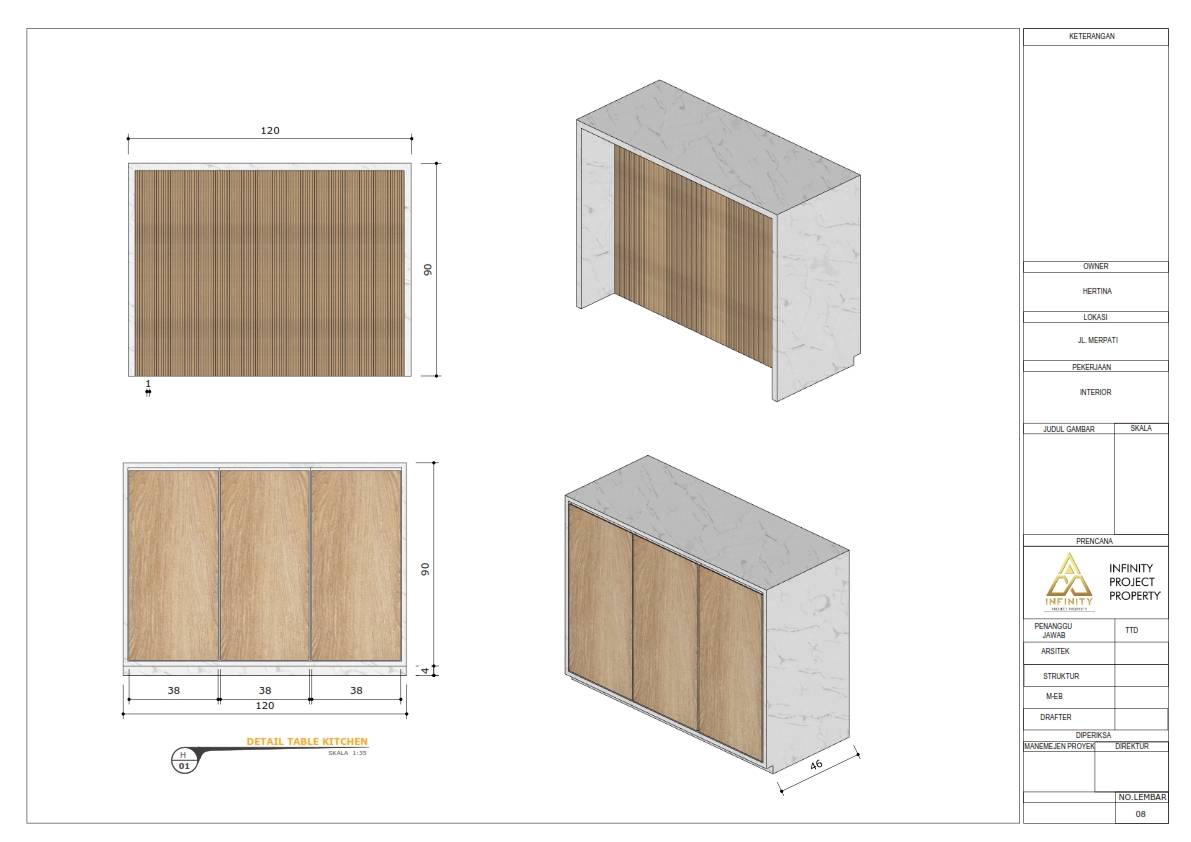 120
90
1
90
4
38 38 38
120
46
DETAIL TABLE KITCHEN
SKALA 1:35
H
01
KETERANGAN
OWNER
HERTINA
LOKASI
JL. MERPATI
PEKERJAAN
INTERIOR
JUDUL GAMBAR SKALA
PRENCANA
INFINITY
PROJECT PROPERTY
INFINITY
PROJECT
PROPERTY
PENANGGU
JAWAB
TTD
ARSITEK
STRUKTUR
M-EB
DRAFTER
DIPERIKSA
MANEMEJEN PROYEK DIREKTUR
NO.LEMBAR
08